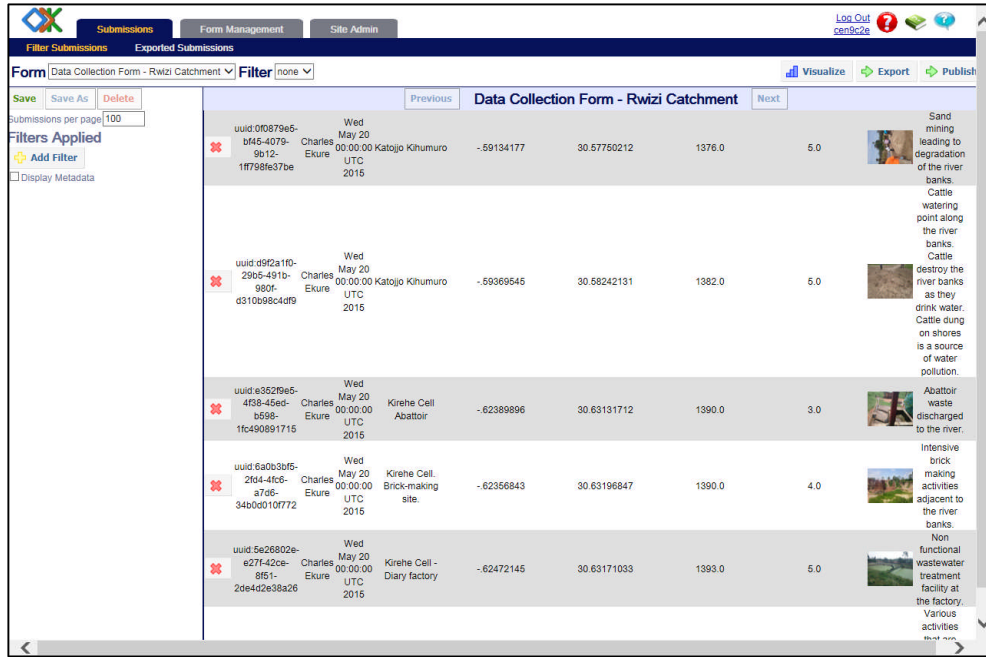 Submissions Form Management Site Admin Log Out
cen9c2e
Filter Submissions Exported Submissions
Form Data Collection Form - Rwizi Catchment Filter none Visualize Export Publish
Save Save As Delete
Submissions per page 100
Filters Applied
Add Filter
Display Metadata
Previous Data Collection Form - Rwizi Catchment Next
uuid:0f0879e5-
bf45-4079-
9b12-
1ff798fe37be
Charles
Ekure
Wed
May 20
00:00:00
UTC
2015
Katojjo Kihumuro
-.59134177
30.57750212
1376.0
5.0
Sand
mining
leading to
degradation
of the river
banks.
uuid:d9f2a1f0-
29b5-491b-
980f-
d310b98c4df9
Charles
Ekure
Wed
May 20
00:00:00
UTC
2015
Katojjo Kihumuro
-.59369545
30.58242131
1382.0
5.0
Cattle
watering
point along
the river
banks.
Cattle
destroy the
river banks
as they
drink water.
Cattle dung
on shores
is a source
of water
pollution.
uuid:e352f9e5-
4f38-45ed-
b598-
1fc490891715
Charles
Ekure
Wed
May 20
00:00:00
UTC
2015
Kirehe Cell
Abattoir
-.62389896
30.63131712
1390.0
3.0
Abattoir
waste
discharged
to the river.
uuid:6a0b3bf5-
2fd4-4fc6-
a7d6-
34b0d010f772
Charles
Ekure
Wed
May 20
00:00:00
UTC
2015
Kirehe Cell.
Brick-making
site.
-.62356843
30.63196847
1390.0
4.0
Intensive
brick
making
activities
adjacent to
the river
banks.
uuid:5e26802e-
e27f-42ce-
8f51-
2de4d2e38a26
Charles
Ekure
Wed
May 20
00:00:00
UTC
2015
Kirehe Cell -
Diary factory
-.62472145
30.63171033
1393.0
5.0
Non
functional
wastewater
treatment
facility at
the factory.
Various
activities
that are